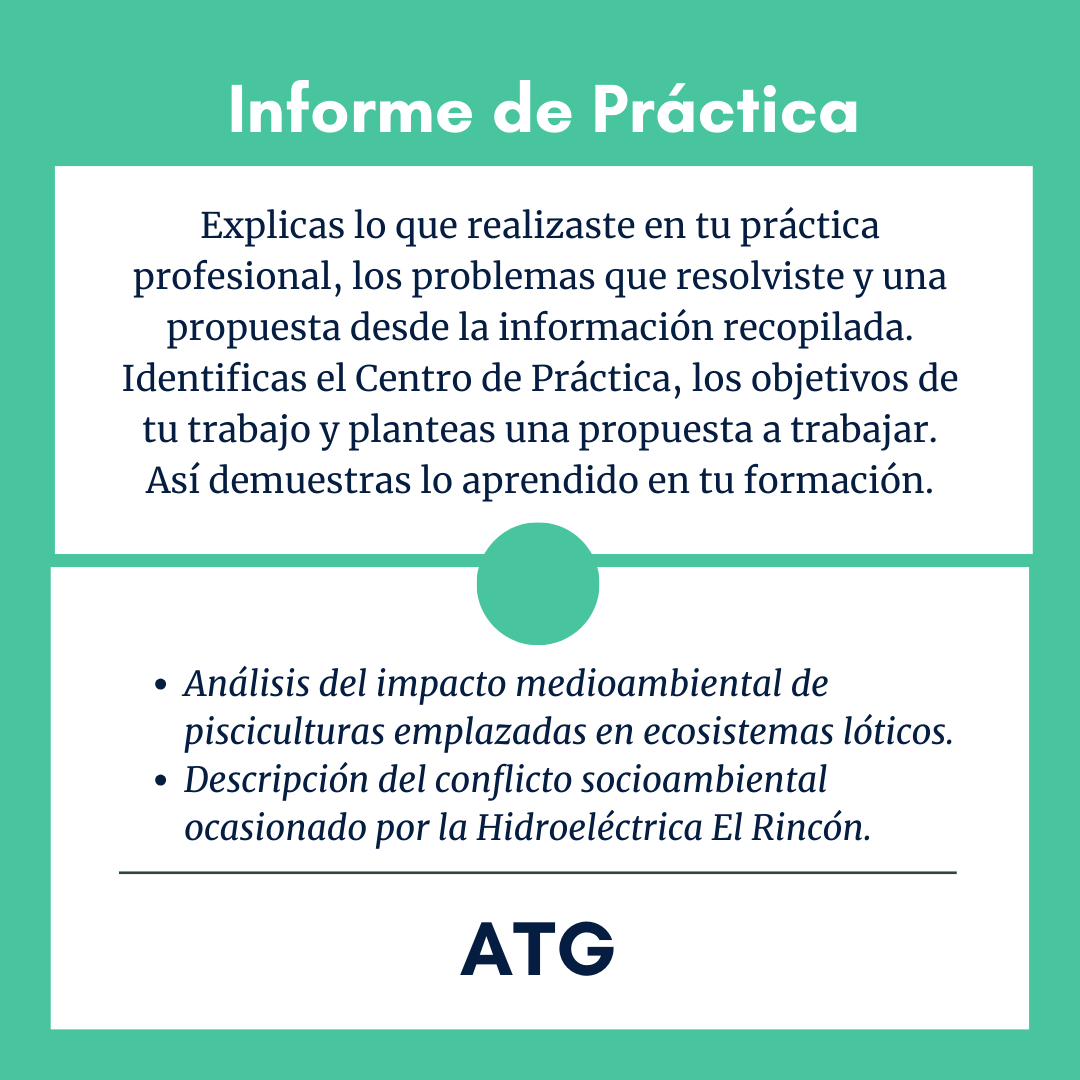 Informe de Práctica
Explicas lo que realizaste en tu práctica
profesional, los problemas que resolviste y una
propuesta desde la información recopilada.
Identificas el Centro de Práctica, los objetivos de
tu trabajo y planteas una propuesta a trabajar.
Así demuestras lo aprendido en tu formación.
• Análisis del impacto medioambiental de
pisciculturas emplazadas en ecosistemas lóticos.
• Descripción del conflicto socioambiental
ocasionado por la Hidroeléctrica El Rincón.
ATG